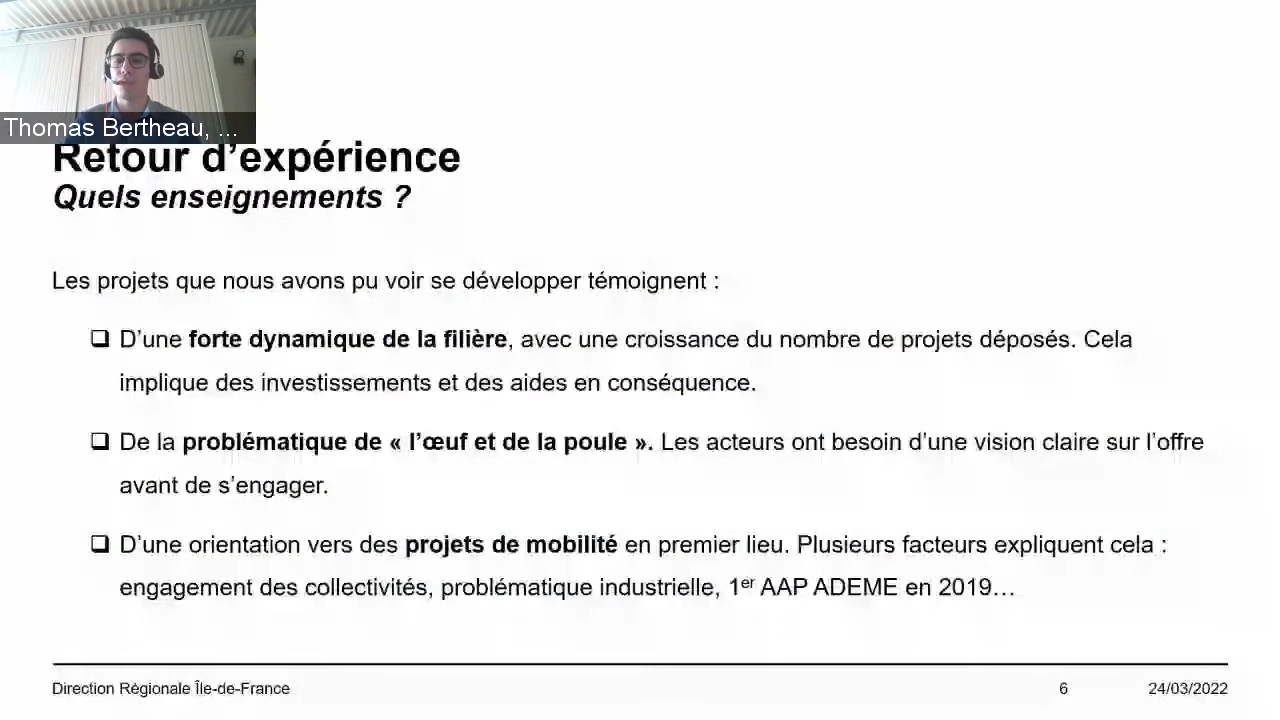 Thomas Bertheau, ...
Retour d’expérience
Quels enseignements ?
Les projets que nous avons pu voir se développer témoignent :
❑ D’une forte dynamique de la filière, avec une croissance du nombre de projets déposés. Cela
implique des investissements et des aides en conséquence.
❑ De la problématique de « l’œuf et de la poule ». Les acteurs ont besoin d’une vision claire sur l’offre
avant de s’engager.
❑ D’une orientation vers des projets de mobilité en premier lieu. Plusieurs facteurs expliquent cela :
engagement des collectivités, problématique industrielle, 1er AAP ADEME en 2019…
Direction Régionale Île-de-France 6 24/03/2022